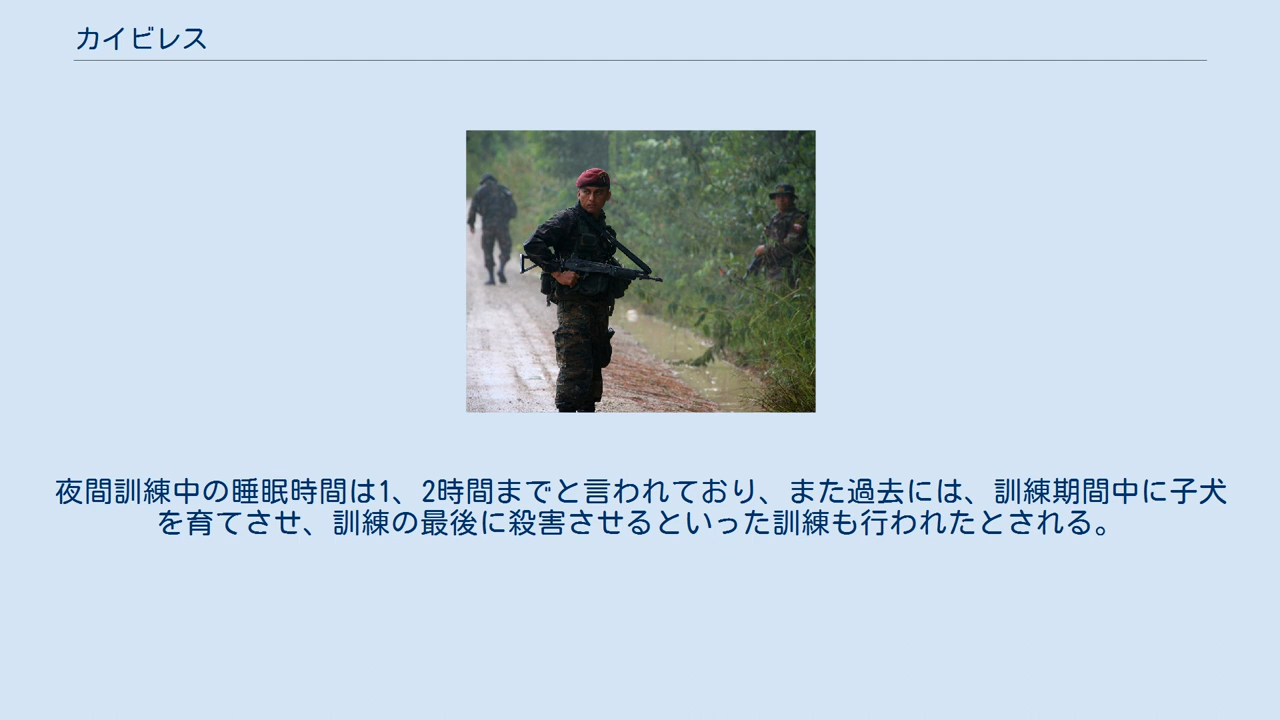 カイビレス
夜間訓練中の睡眠時間は1、2時間までと言われており、また過去には、訓練期間中に子犬
を育てさせ、訓練の最後に殺害させるといった訓練も行われたとされる。